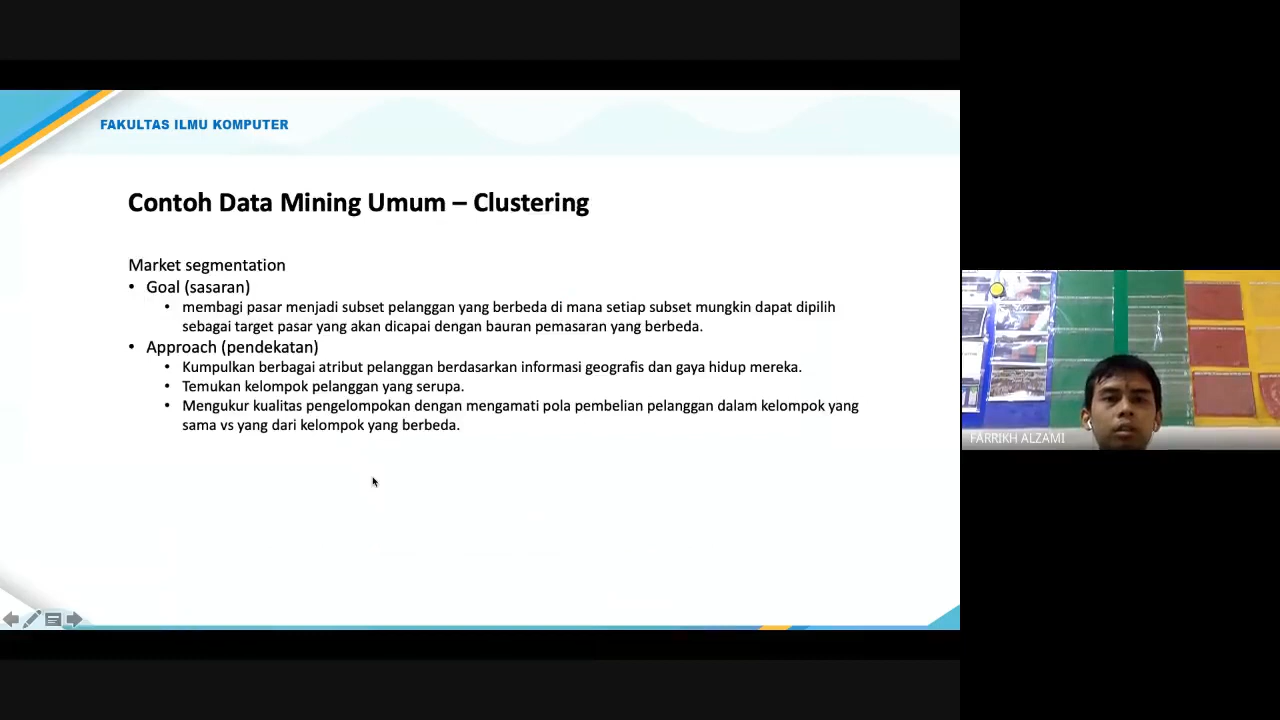 FAKULTAS ILMU KOMPUTER
Contoh Data Mining Umum – Clustering
Market segmentation
• Goal (sasaran)
• membagi pasar menjadi subset pelanggan yang berbeda di mana setiap subset mungkin dapat dipilih
sebagai target pasar yang akan dicapai dengan bauran pemasaran yang berbeda.
• Approach (pendekatan)
• Kumpulkan berbagai atribut pelanggan berdasarkan informasi geografis dan gaya hidup mereka.
• Temukan kelompok pelanggan yang serupa.
• Mengukur kualitas pengelompokan dengan mengamati pola pembelian pelanggan dalam kelompok yang
sama vs yang dari kelompok yang berbeda.
FARRIKH ALZAMI